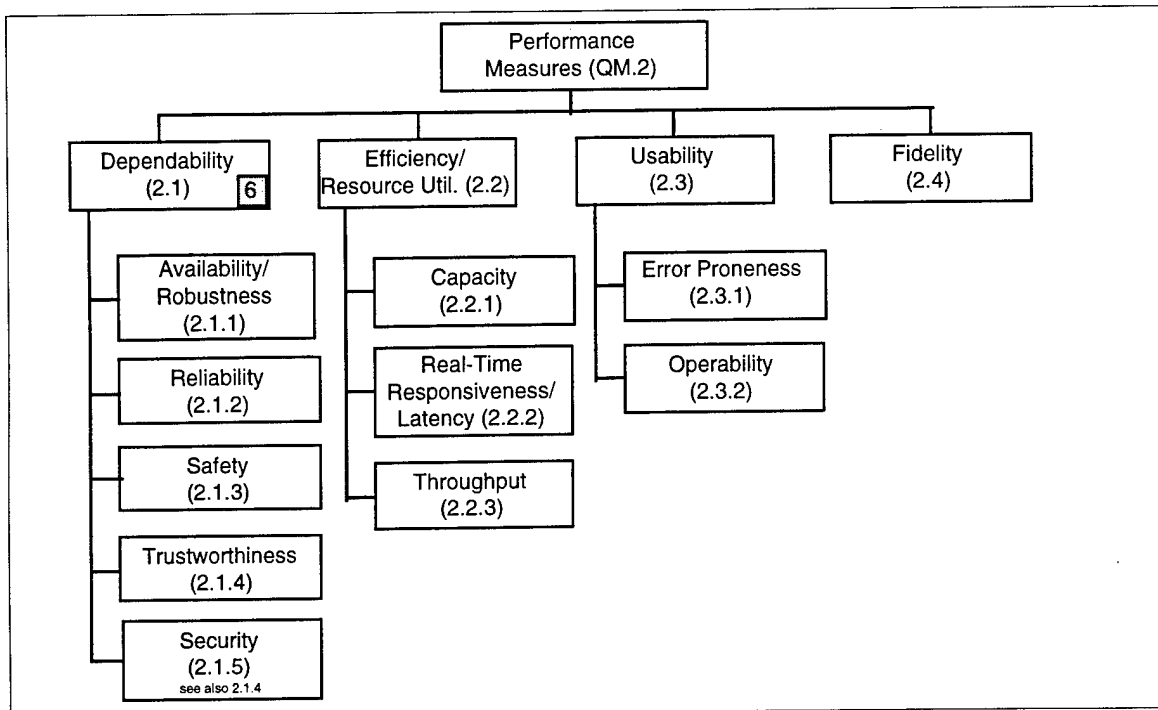 Performance
Measures (QM.2)
Dependability
(2.1)
6
Efficiency/
Resource Util. (2.2)
Usability
(2.3)
Fidelity
(2.4)
Availability/
Robustness
(2.1.1)
Reliability
(2.1.2)
Safety
(2.1.3)
Trustworthiness
(2.1.4)
Security
(2.1.5)
see also 2.1.4
Capacity
(2.2.1)
Real-Time
Responsiveness/
Latency (2.2.2)
Throughput
(2.2.3)
Error Proneness
(2.3.1)
Operability
(2.3.2)